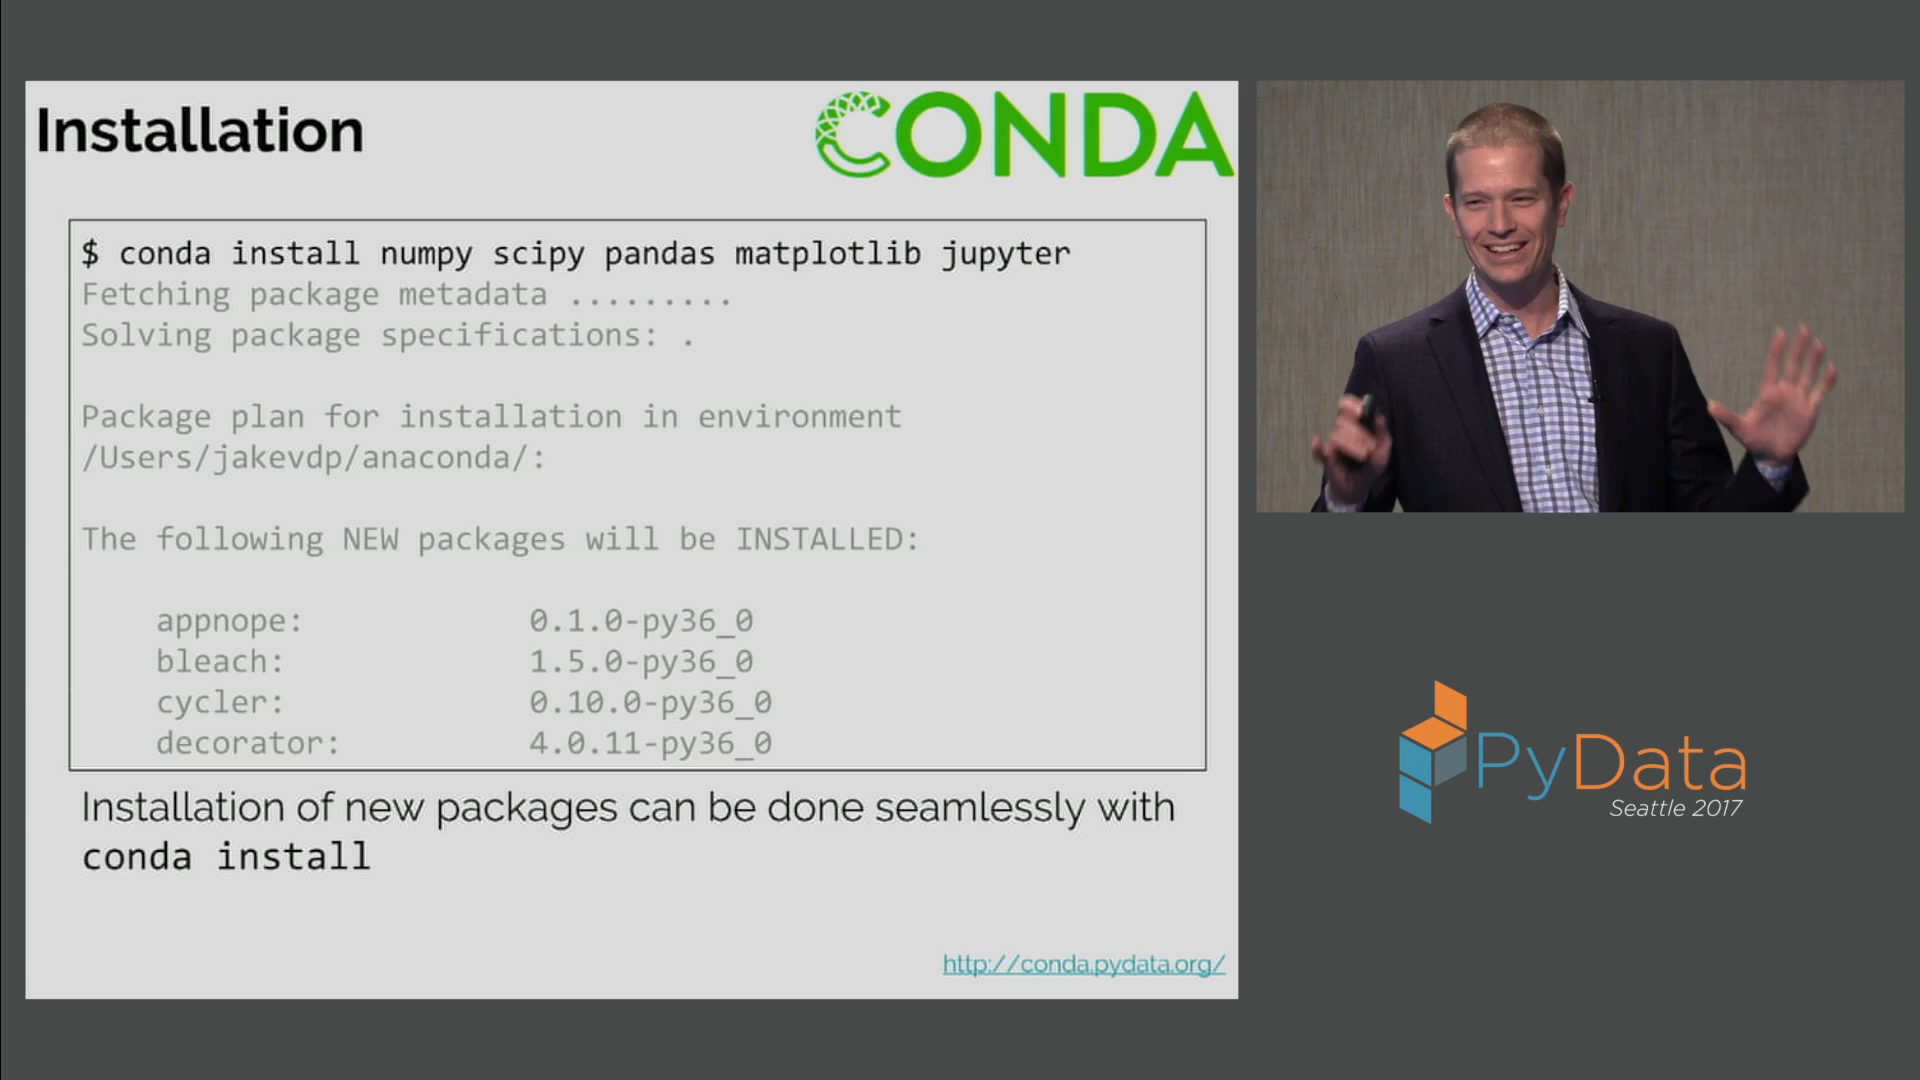 Installation
CONDA
$ conda install numpy scipy pandas matplotlib jupyter
Fetching package metadata .........
Solving package specifications: .
Package plan for installation in environment
/Users/jakevdp/anaconda/:
The following NEW packages will be INSTALLED:
appnope: 0.1.0-py36_0
bleach: 1.5.0-py36_0
cycler: 0.10.0-py36_0
decorator: 4.0.11-py36_0
Installation of new packages can be done seamlessly with
conda install
http://conda.pydata.org/
PyData
Seattle 2017